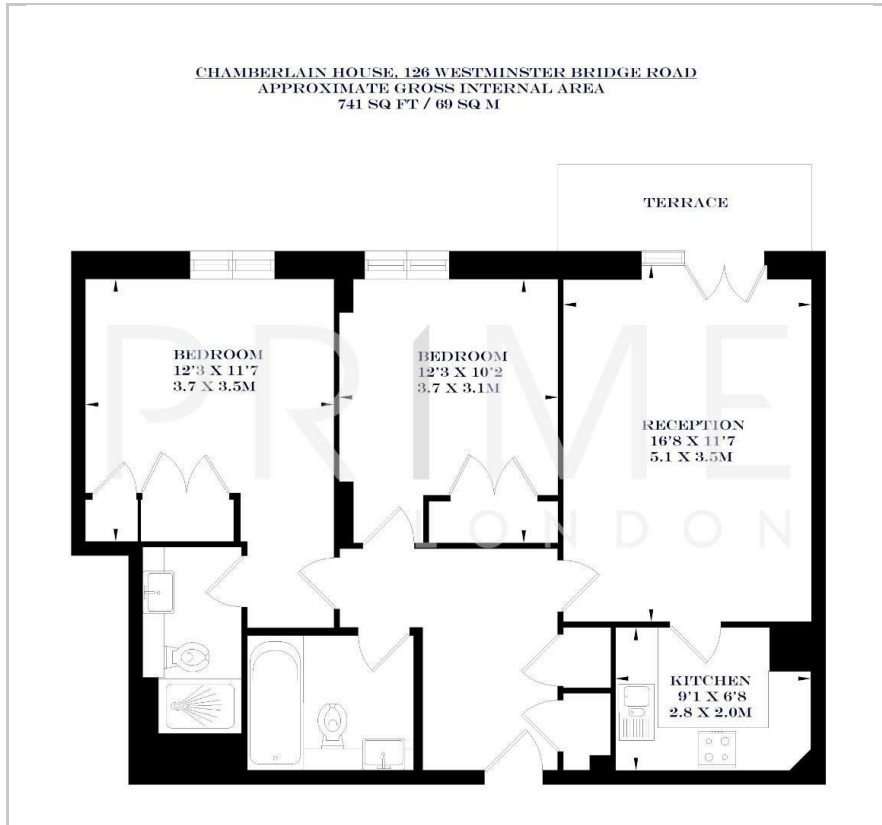 CHAMBERLAIN HOUSE, 126 WESTMINSTER BRIDGE ROAD
APPROXIMATE GROSS INTERNAL AREA
741 SQ FT / 69 SQ M
TERRACE
BEDROOM
12'3 X 11'7
3.7 X 3.5M
BEDROOM
12'3 X 10'2
3.7 X 3.1M
RECEPTION
16'8 X 11'7
5.1 X 3.5M
PRIME
LONDON
KITCHEN
9'1 X 6'8
2.8 X 2.0M